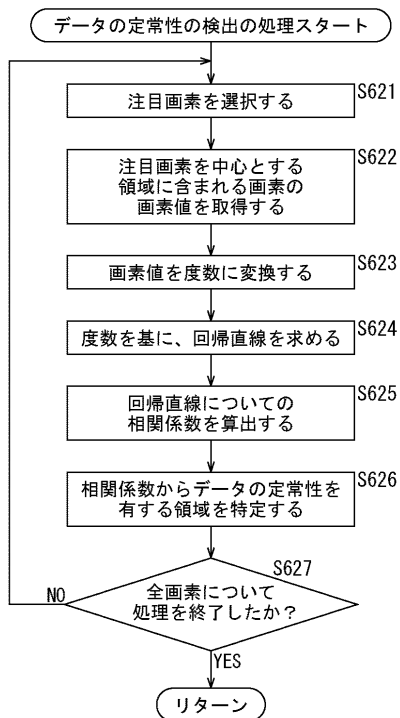 データの定常性の検出の処理スタート
S621
注目画素を選択する
S622
注目画素を中心とする
領域に含まれる画素の
画素値を取得する
S623
画素値を度数に変換する
S624
度数を基に、回帰直線を求める
S625
回帰直線についての
相関係数を算出する
S626
相関係数からデータの定常性を
有する領域を特定する
S627
全画素について
処理を終了したか？
NO
YES
リターン